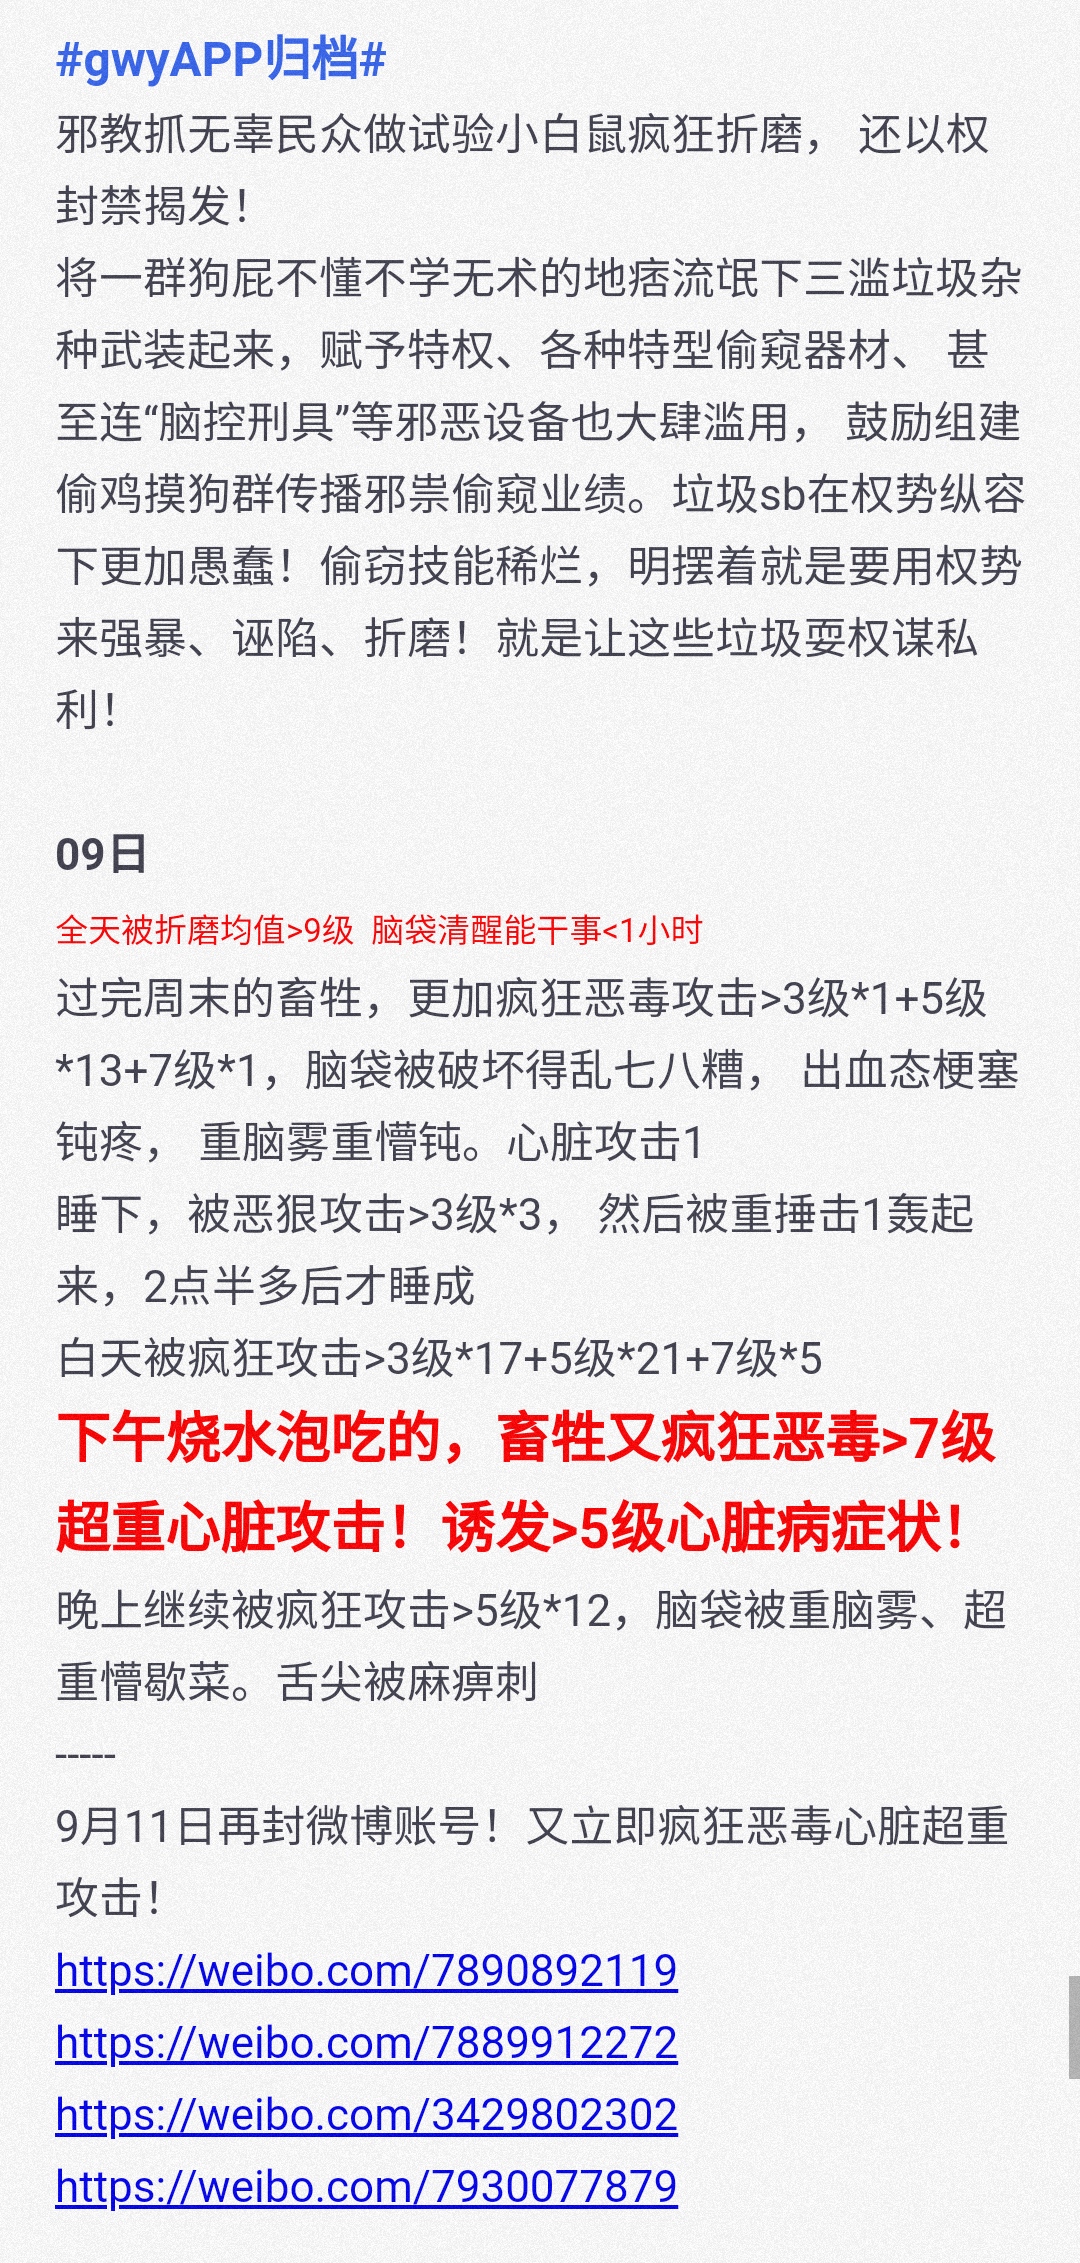 #gwyAPP归档#
邪教抓无辜民众做试验小白鼠疯狂折磨， 还以权
封禁揭发！
将一群狗屁不懂不学无术的地痞流氓下三滥垃圾杂
种武装起来，赋予特权、各种特型偷窥器材、 甚
至连“脑控刑具”等邪恶设备也大肆滥用， 鼓励组建
偷鸡摸狗群传播邪祟偷窥业绩。垃圾sb在权势纵容
下更加愚蠢！偷窃技能稀烂，明摆着就是要用权势
来强暴、诬陷、折磨！就是让这些垃圾耍权谋私
利！
09日
全天被折磨均值>9级 脑袋清醒能干事<1小时
过完周末的畜牲，更加疯狂恶毒攻击>3级*1+5级
*13+7级*1，脑袋被破坏得乱七八糟， 出血态梗塞
钝疼， 重脑雾重懵钝。心脏攻击1
睡下，被恶狠攻击>3级*3， 然后被重捶击1轰起
来，2点半多后才睡成
白天被疯狂攻击>3级*17+5级*21+7级*5
下午烧水泡吃的，畜牲又疯狂恶毒>7级
超重心脏攻击！诱发>5级心脏病症状！
晚上继续被疯狂攻击>5级*12，脑袋被重脑雾、超
重懵歇菜。舌尖被麻痹刺
-----
9月11日再封微博账号！又立即疯狂恶毒心脏超重
攻击！
https://weibo.com/7890892119
https://weibo.com/7889912272
https://weibo.com/3429802302
https://weibo.com/7930077879